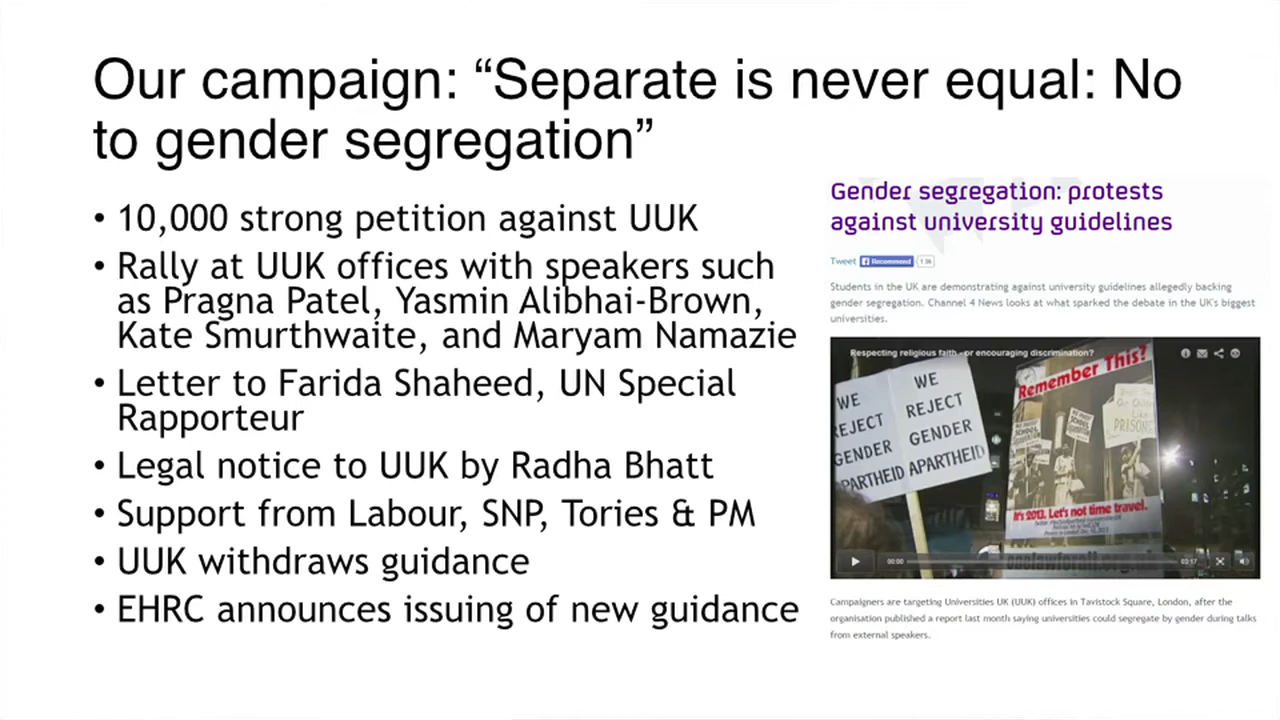 Our campaign: “Separate is never equal: No
to gender segregation”
• 10,000 strong petition against UUK
• Rally at UUK offices with speakers such
as Pragna Patel, Yasmin Alibhai-Brown,
Kate Smurthwaite, and Maryam Namazie
• Letter to Farida Shaheed, UN Special
Rapporteur
• Legal notice to UUK by Radha Bhatt
• Support from Labour, SNP, Tories & PM
• UUK withdraws guidance
• EHRC announces issuing of new guidance
Gender segregation: protests
against university guidelines
Tweet Recommend
Students in the UK are demonstrating against university guidelines allegedly backing
gender segregation. Channel 4 News looks at what sparked the debate in the UK's biggest
universities.
Respecting religious faith - or encouraging discrimination?
WE
REJECT
GENDER
APARTHEID
WE
EJECT
GENDER
PARTHEID
Remember This?
PRISONS
It's 2013. Let's not time travel.
00:00
03:17
Campaigners are targeting Universities UK (UUK) offices in Tavistock Square, London, after the
organisation published a report last month saying universities could segregate by gender during talks
from external speakers.